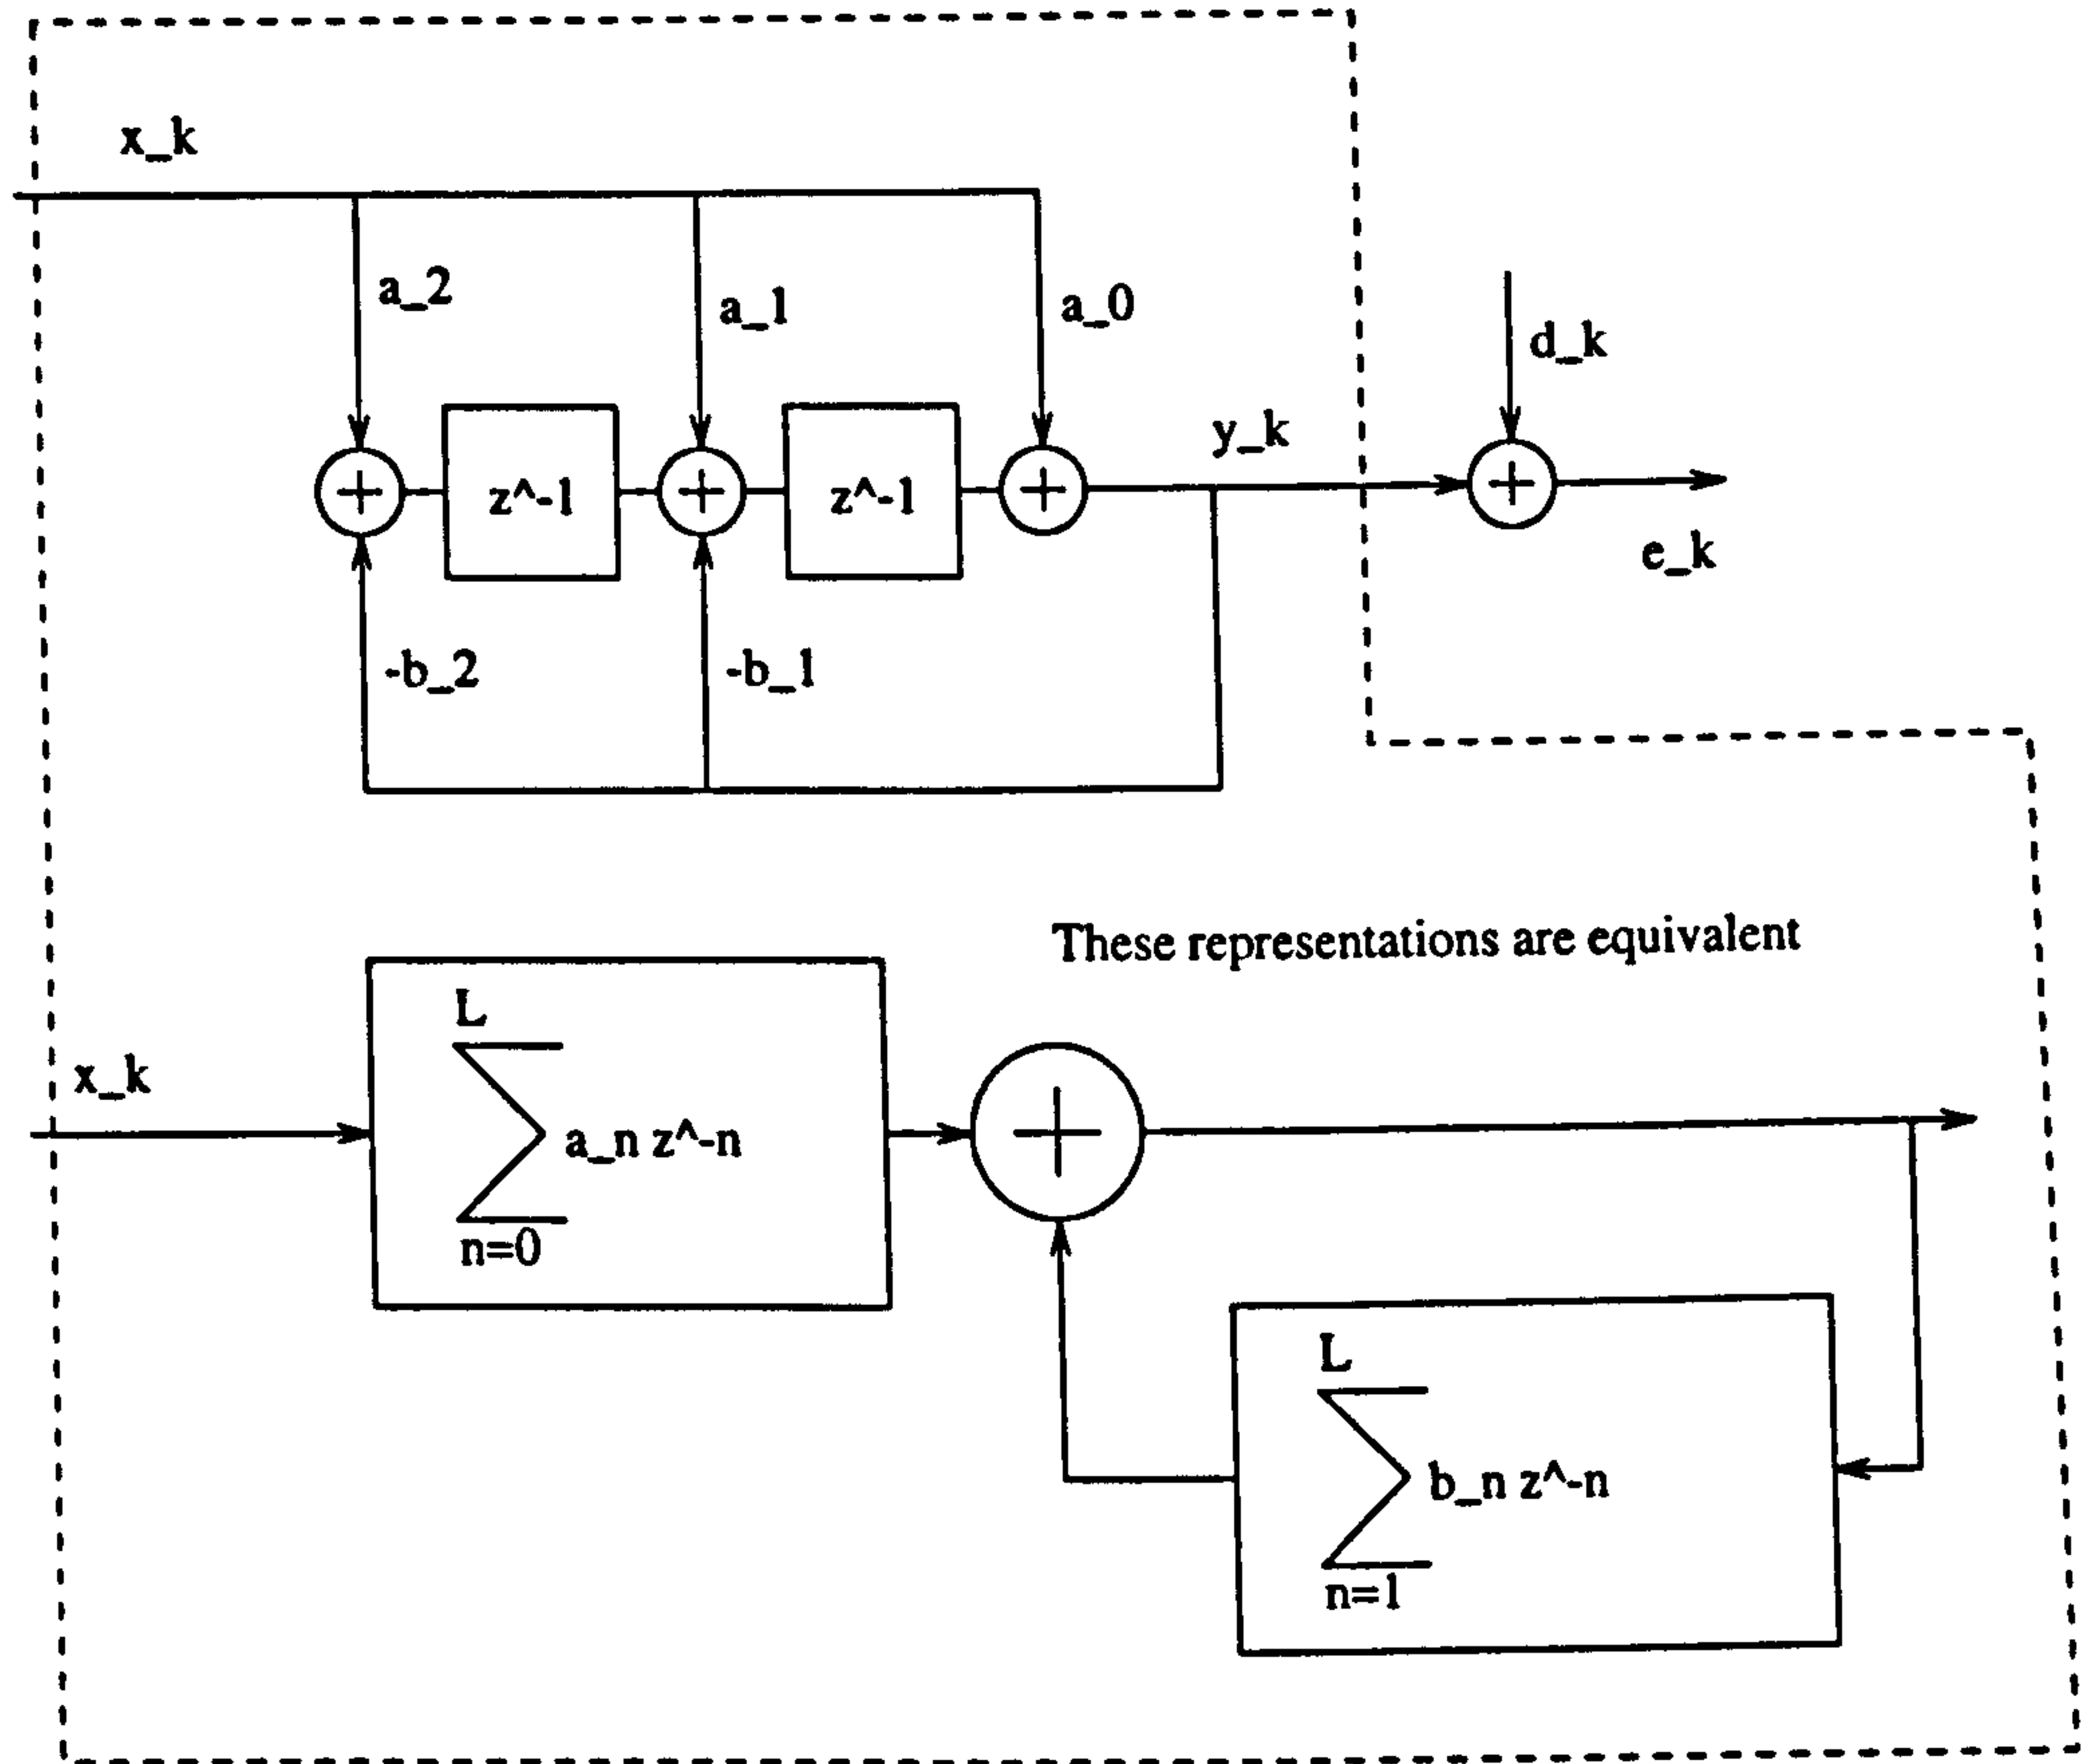 x_k
a_2
a_1
a_0
d_k
y_k
+
z^-1
+
z^-1
+
+
e_k
-b_2
-b_1
These representations are equivalent
L
x_k
∑
a_n z^-n
+
n=0
L
∑
b_n z^-n
n=1